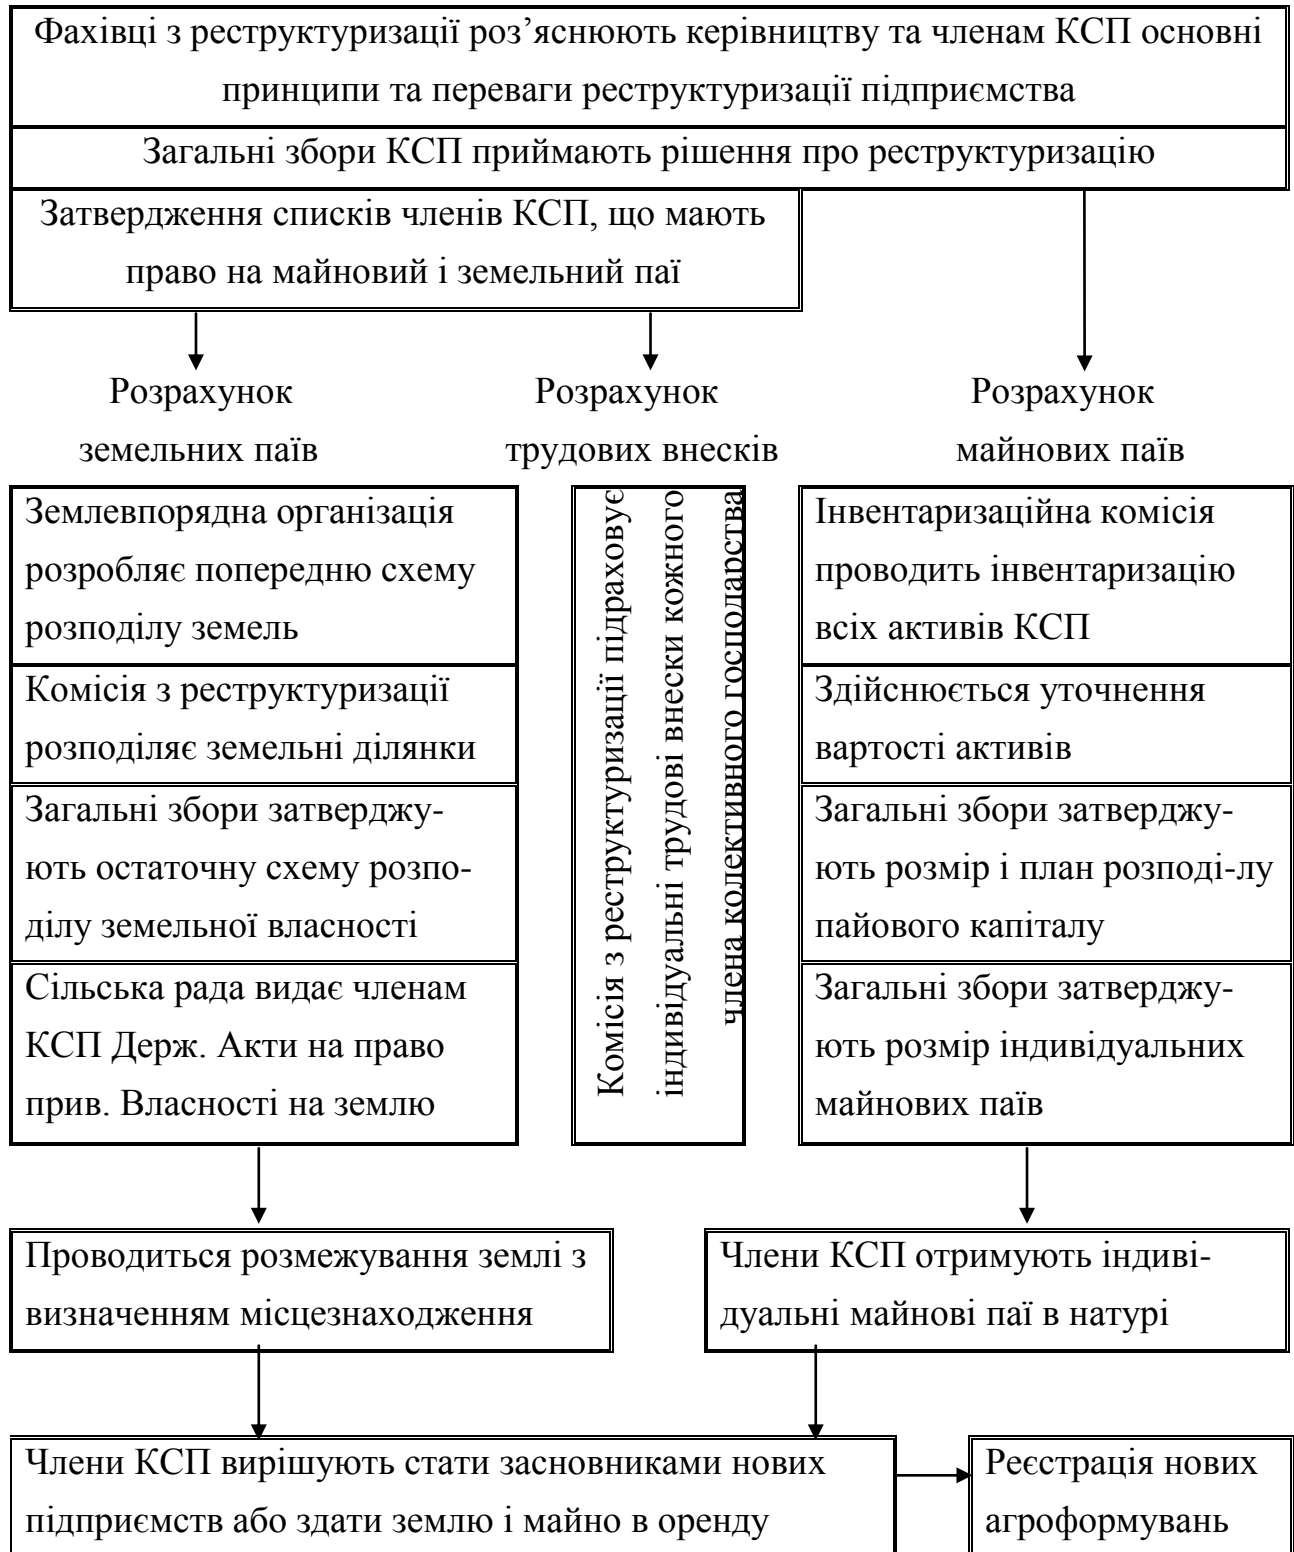 Фахівці з реструктуризації роз’яснюють керівництву та членам КСП основні
принципи та переваги реструктуризації підприємства
Загальні збори КСП приймають рішення про реструктуризацію
Затвердження списків членів КСП, що мають
право на майновий і земельний паї
Розрахунок
земельних паїв
Розрахунок
трудових внесків
Розрахунок
майнових паїв
Землевпорядна організація
розробляє попередню схему
розподілу земель
Комісія з реструктуризації
розподіляє земельні ділянки
Загальні збори затверджу-
ють остаточну схему розпо-
ділу земельної власності
Сільська рада видає членам
КСП Держ. Акти на право
прив. Власності на землю
Комісія з реструктуризації підраховує
індивідуальні трудові внески кожного
члена колективного господарства
Інвентаризаційна комісія
проводить інвентаризацію
всіх активів КСП
Здійснюється уточнення
вартості активів
Загальні збори затверджу-
ють розмір і план розподі-лу
пайового капіталу
Загальні збори затверджу-
ють розмір індивідуальних
майнових паїв
Проводиться розмежування землі з
визначенням місцезнаходження
Члени КСП отримують індиві-
дуальні майнові паї в натурі
Члени КСП вирішують стати засновниками нових
підприємств або здати землю і майно в оренду
Реєстрація нових
агроформувань